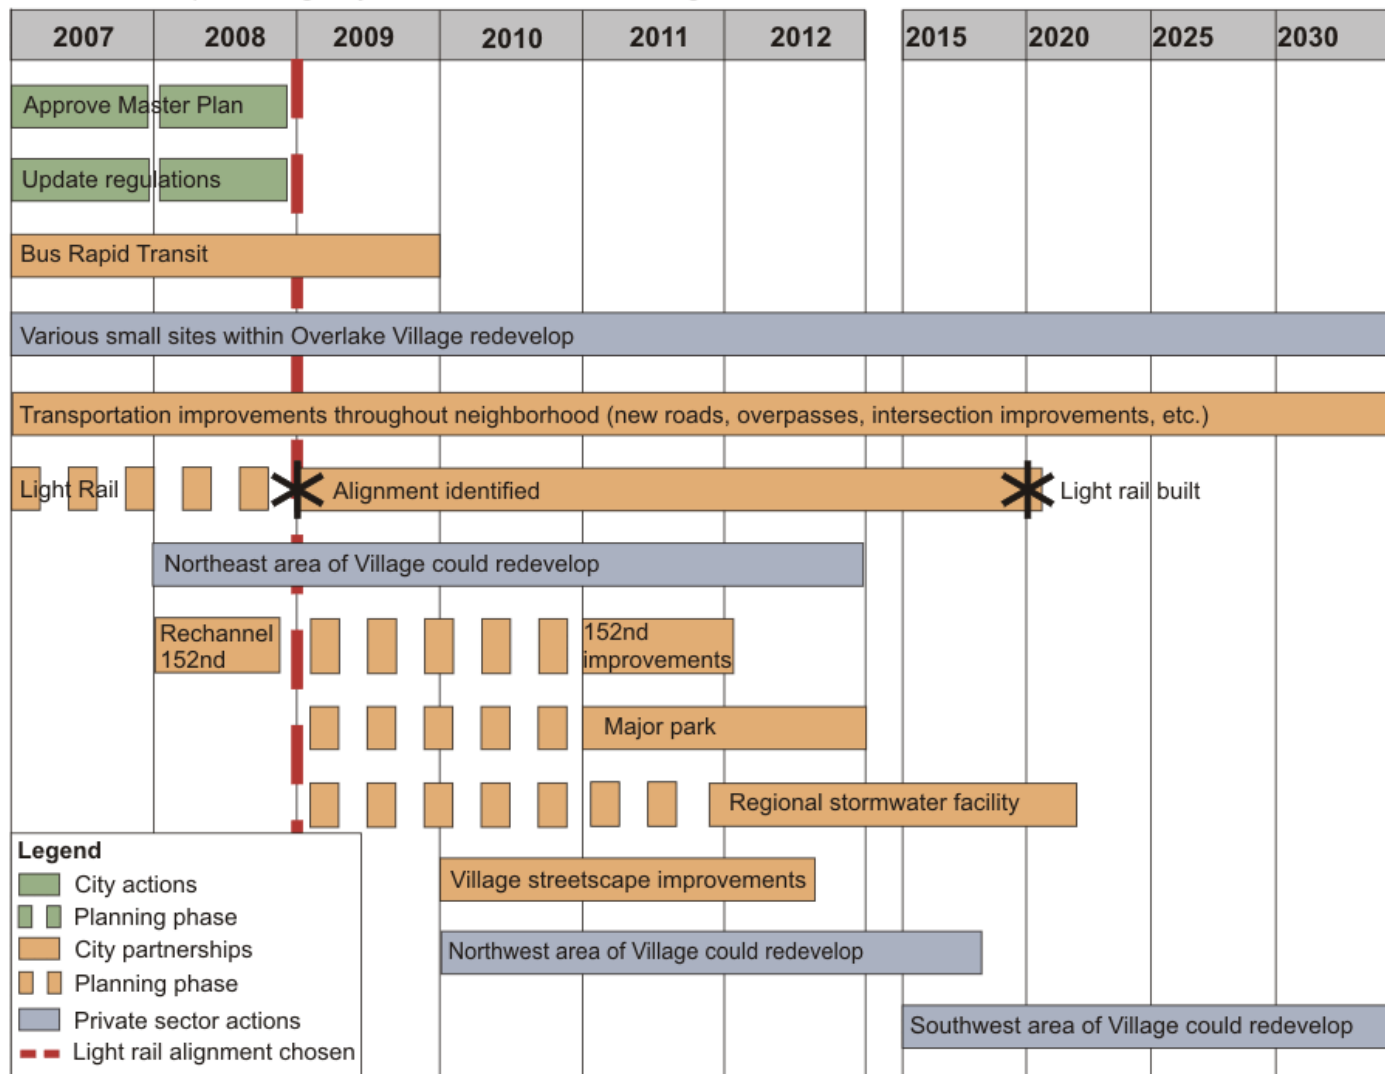 2007 2008 2009 2010 2011 2012 2015 2020 2025 2030
Approve Master Plan
Update regulations
Bus Rapid Transit
Various small sites within Overlake Village redevelop
Transportation improvements throughout neighborhood (new roads, overpasses, intersection improvements, etc.)
Light Rail Alignment identified Light rail built
Northeast area of Village could redevelop
Rechannel
152nd
152nd
improvements
Major park
Regional stormwater facility
Village streetscape improvements
Northwest area of Village could redevelop
Southwest area of Village could redevelop
Legend
City actions
Planning phase
City partnerships
Planning phase
Private sector actions
Light rail alignment chosen